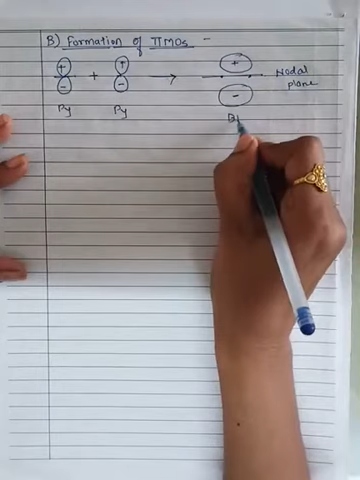 B) Formation of ΠMOs -
+ + + → + Nodal
- - - plane
Py Py B